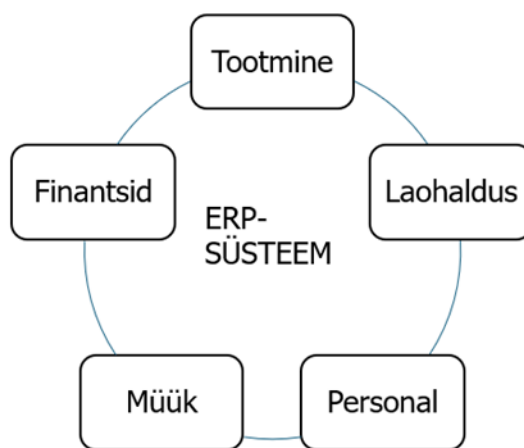 Tootmine
Finantsid
Laohaldus
ERP-
SÜSTEEM
Müük
Personal